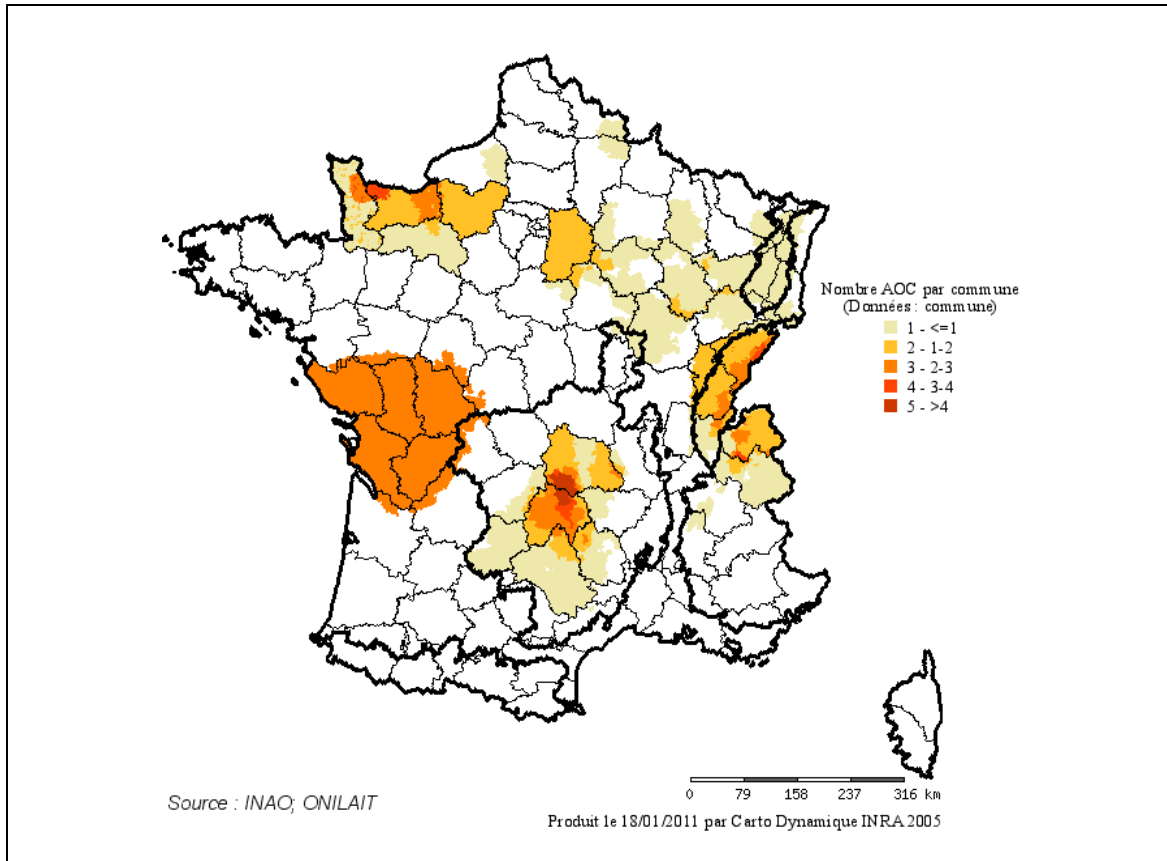 Nombre AOC par commune
(Données : commune)
1 - <=1
2 - 1-2
3 - 2-3
4 - 3-4
5 - >4
0 79 158 237 316 km
Source : INAO; ONILAIT
Produit le 18/01/2011 par Carto Dynamique INRA 2005